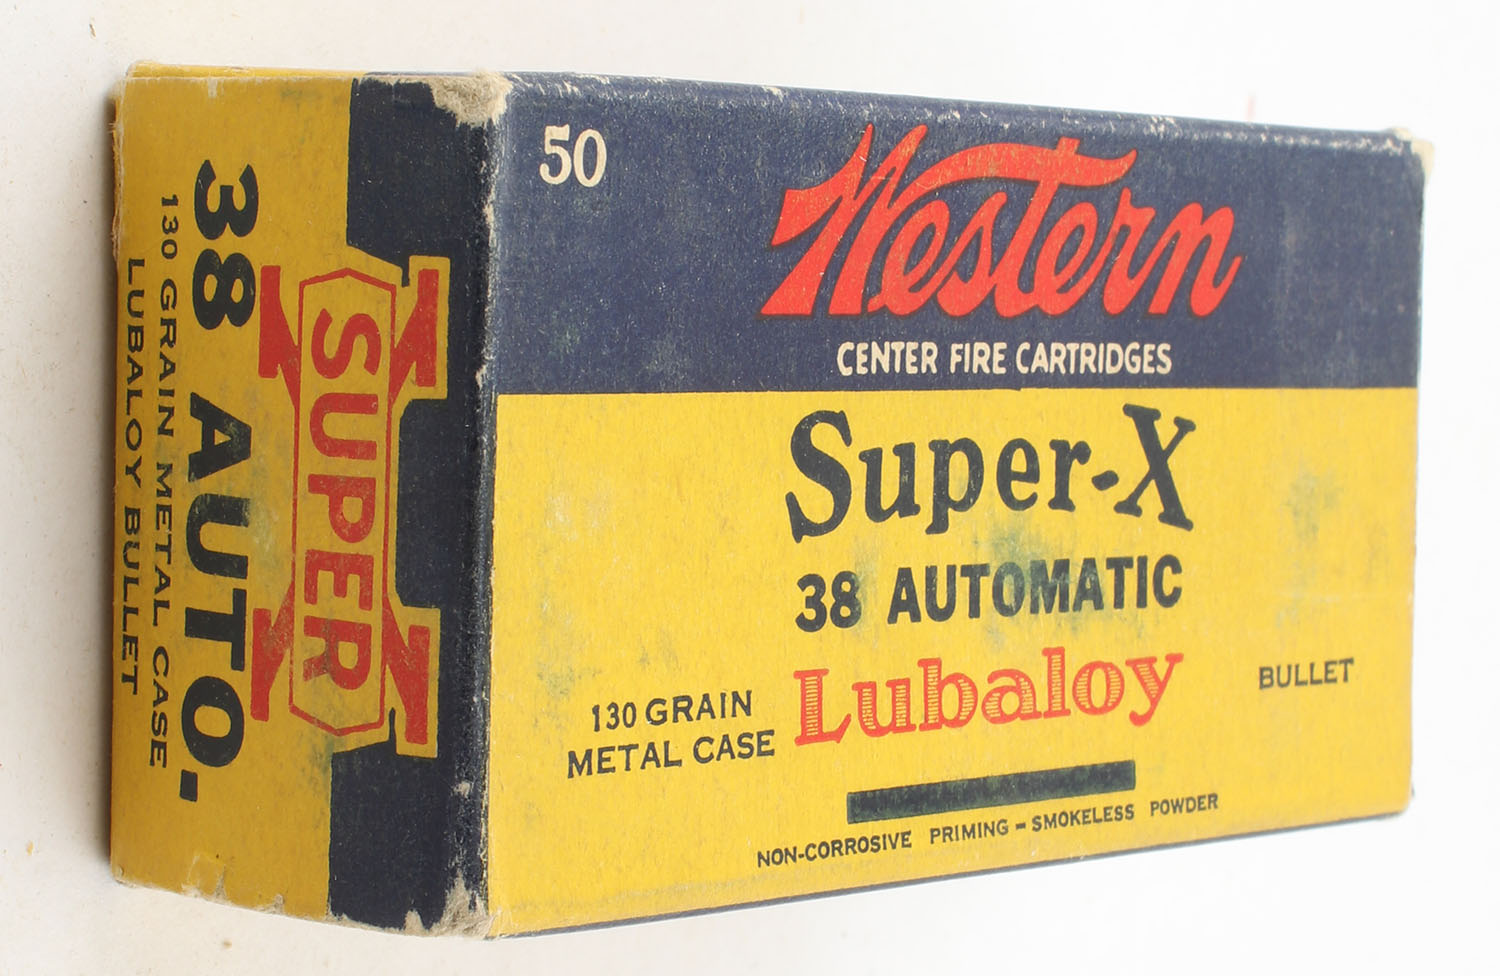 50
Western
CENTER FIRE CARTRIDGES
Super-X
38 AUTOMATIC
130 GRAIN
METAL CASE
Lubaloy
BULLET
NON-CORROSIVE PRIMING - SMOKELESS POWDER
SUPER
X
38 AUTO.
130 GRAIN METAL CASE
LUBALOY BULLET